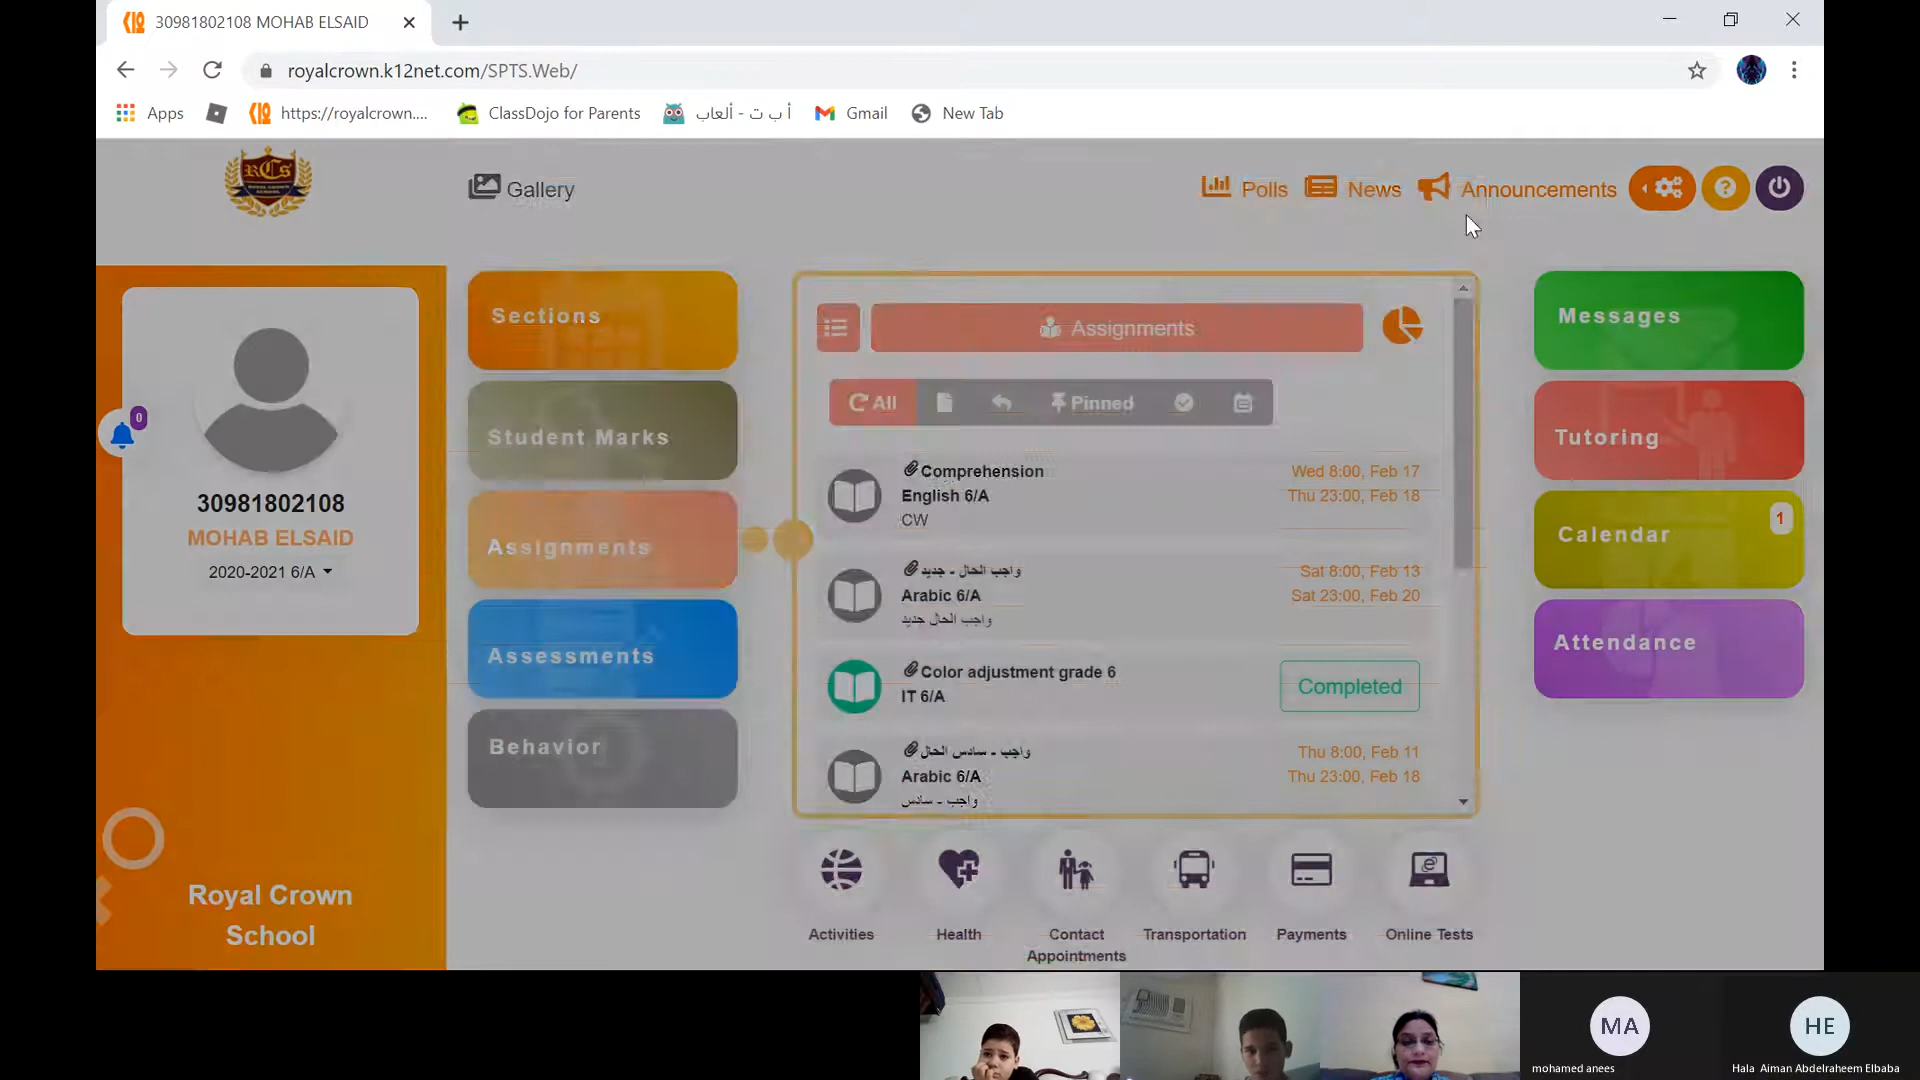 30981802108 MOHAB ELSAID
royalcrown.k12net.com/SPTS.Web/
Apps
https://royalcrown....
ClassDojo for Parents
أ ب ت - ألعاب
Gmail
New Tab
RCS
Gallery
Polls
News
Announcements
0
30981802108
MOHAB ELSAID
2020-2021 6/A
Royal Crown
School
Sections
Student Marks
Assignments
Assessments
Behavior
Assignments
All
Pinned
Comprehension
English 6/A
CW
Wed 8:00, Feb 17
Thu 23:00, Feb 18
واجب الحال - جديد
Arabic 6/A
واجب الحال جديد
Sat 8:00, Feb 13
Sat 23:00, Feb 20
Color adjustment grade 6
IT 6/A
Completed
واجب - سادس الحال
Arabic 6/A
واجب - سادس
Thu 8:00, Feb 11
Thu 23:00, Feb 18
Messages
Tutoring
Calendar
1
Attendance
Activities
Health
Contact
Appointments
Transportation
Payments
Online Tests
MA
mohamed anees
HE
Hala Aiman Abdelraheem Elbaba